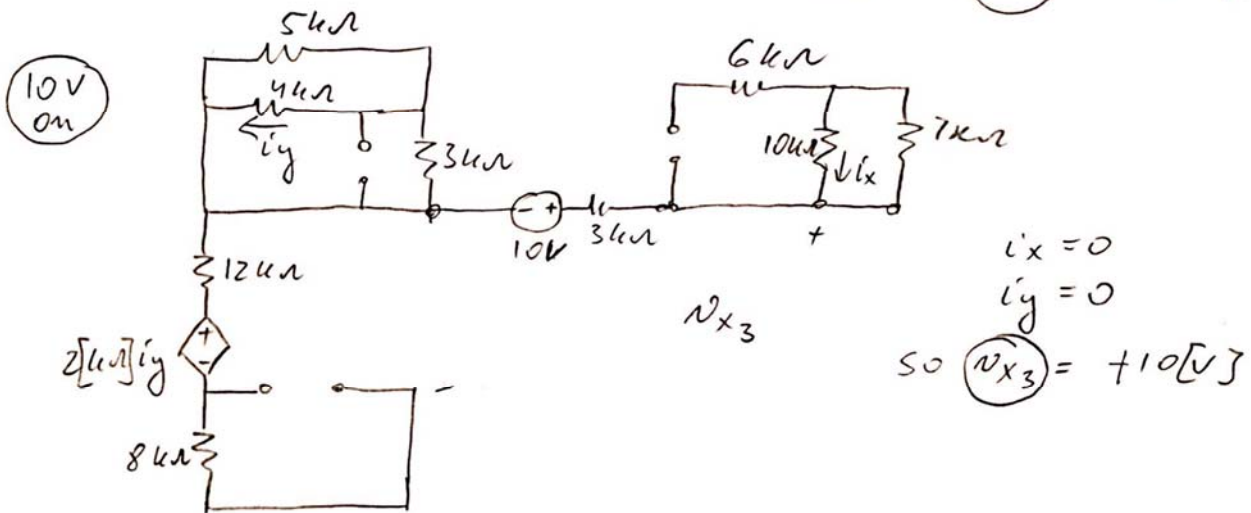 5kΩ
10V
on
4kΩ
iy
3kΩ
6kΩ
10kΩ
ix
7kΩ
- +
10V
3kΩ
+
12kΩ
ix = 0
iy = 0
vx3
so vx3 = +10[V]
+
-
2[kΩ]iy
-
8kΩ